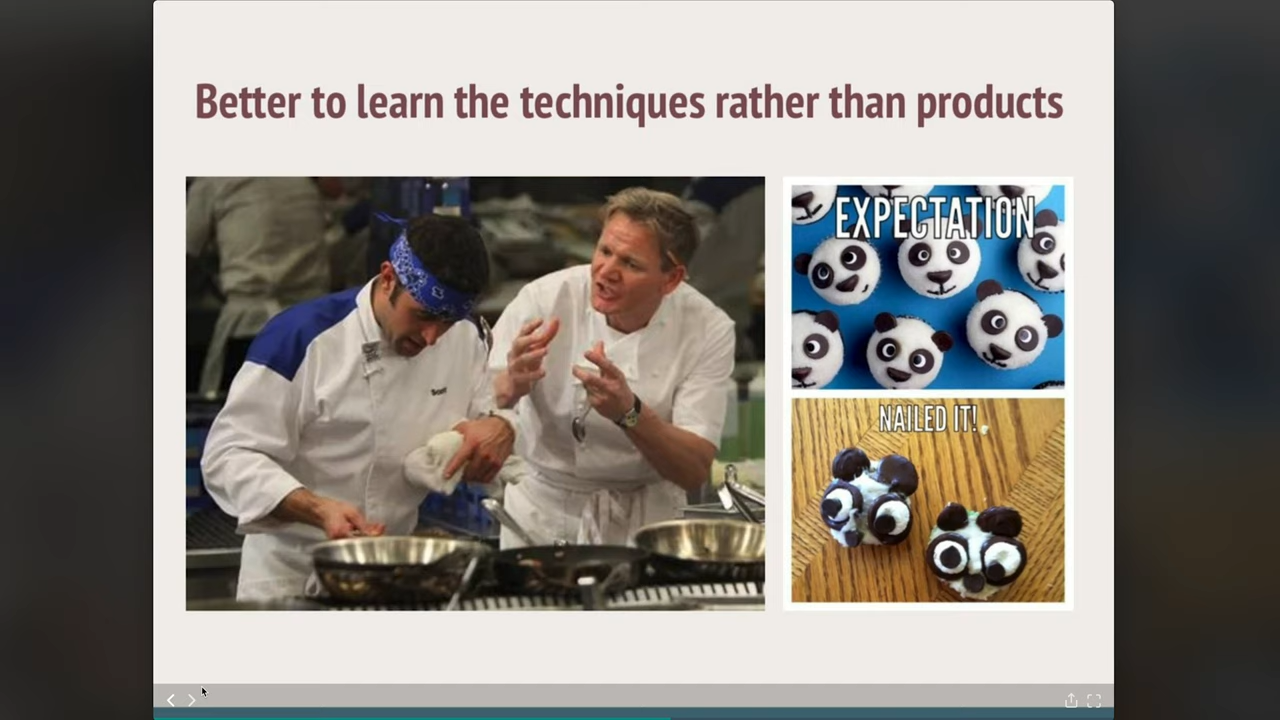 Better to learn the techniques rather than products
EXPECTATION
NAILED IT!